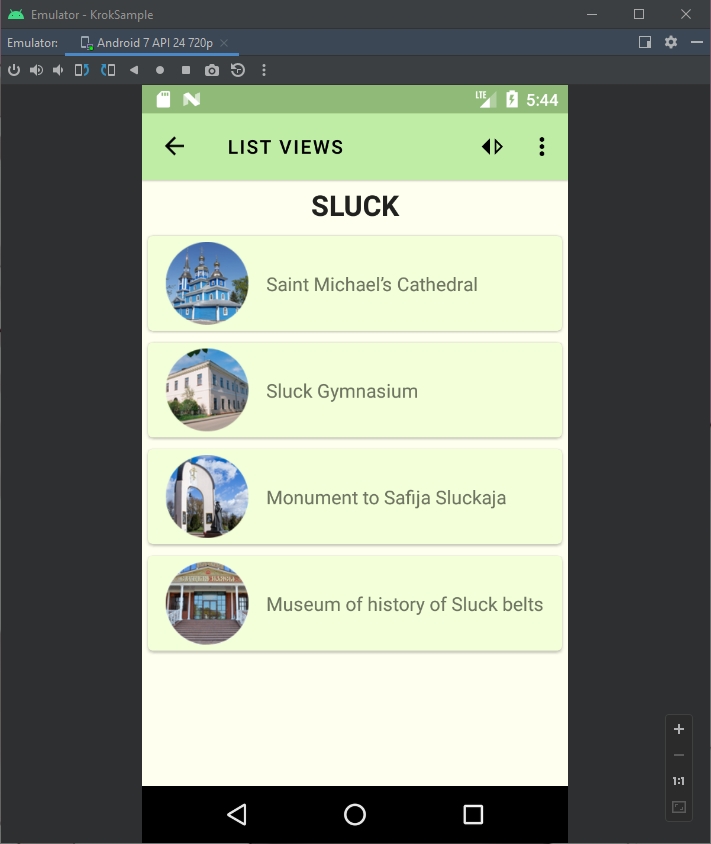 Emulator - KrokSample
Emulator:
Android 7 API 24 720p
LTE
5:44
LIST VIEWS
SLUCK
Saint Michael’s Cathedral
Sluck Gymnasium
Monument to Safija Sluckaja
Museum of history of Sluck belts
1:1